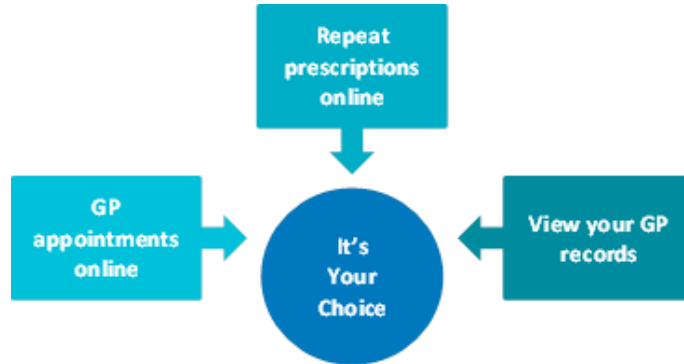 Repeat
prescriptions
online
GP
appointments
online
It's
Your
Choice
View your GP
records